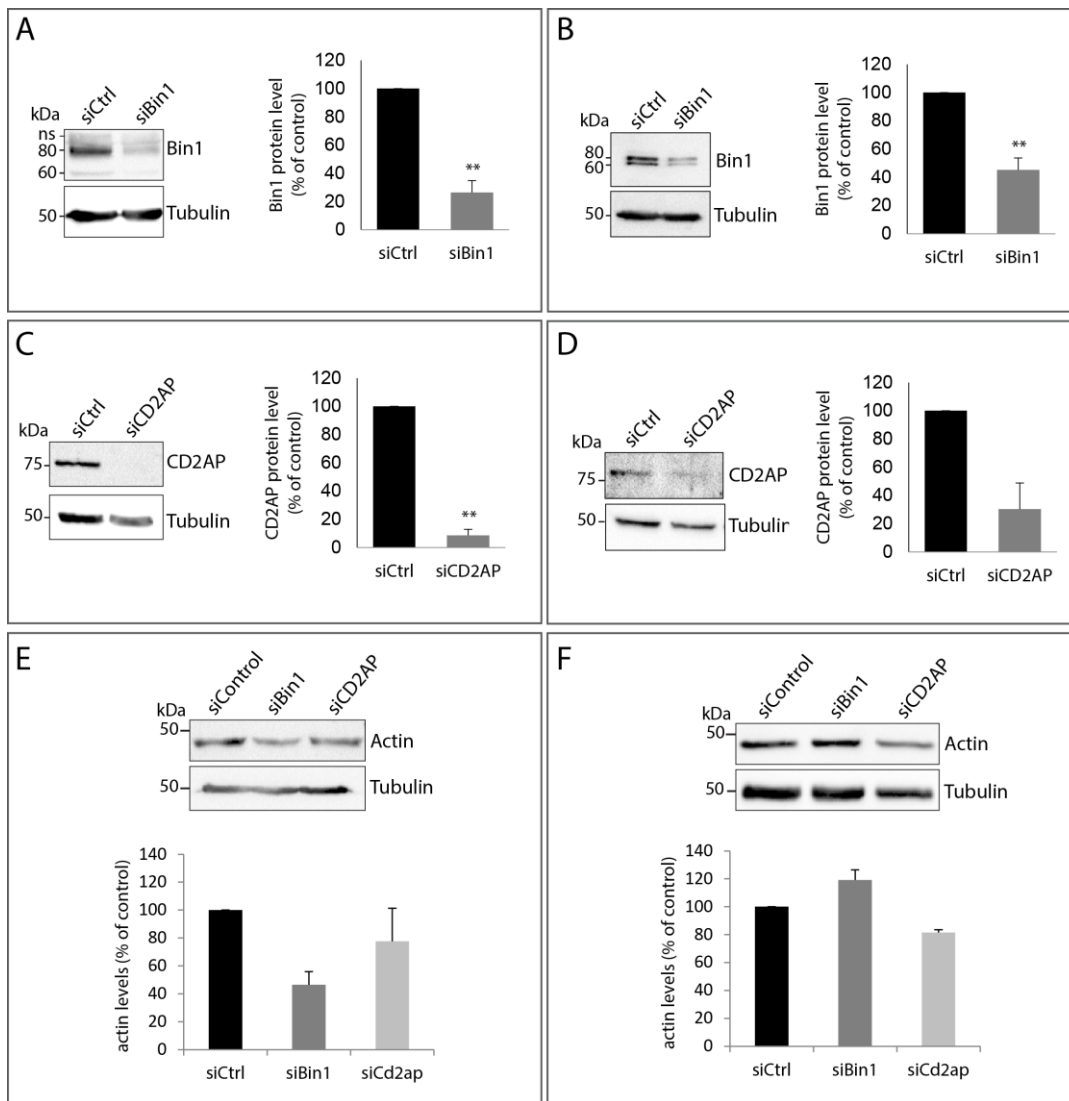 A
kDa
siCtrl
siBin1
ns
80
60
Bin1
50
Tubulin
Bin1 protein level
(% of control)
120
100
80
60
40
20
0
**
siCtrl
siBin1
B
kDa
siCtrl
siBin1
80
60
Bin1
50
Tubulin
Bin1 protein level
(% of control)
120
100
80
60
40
20
0
**
siCtrl
siBin1
C
kDa
siCtrl
siCD2AP
75
CD2AP
50
Tubulin
CD2AP protein level
(% of control)
120
100
80
60
40
20
0
**
siCtrl
siCD2AP
D
kDa
siCtrl
siCD2AP
75
CD2AP
50
Tubulin
CD2AP protein level
(% of control)
120
100
80
60
40
20
0
siCtrl
siCD2AP
E
kDa
siControl
siBin1
siCD2AP
50
Actin
50
Tubulin
actin levels (% of control)
140
120
100
80
60
40
20
0
siCtrl
siBin1
siCd2ap
F
kDa
siControl
siBin1
siCD2AP
50
Actin
50
Tubulin
actin levels (% of control)
140
120
100
80
60
40
20
0
siCtrl
siBin1
siCd2ap